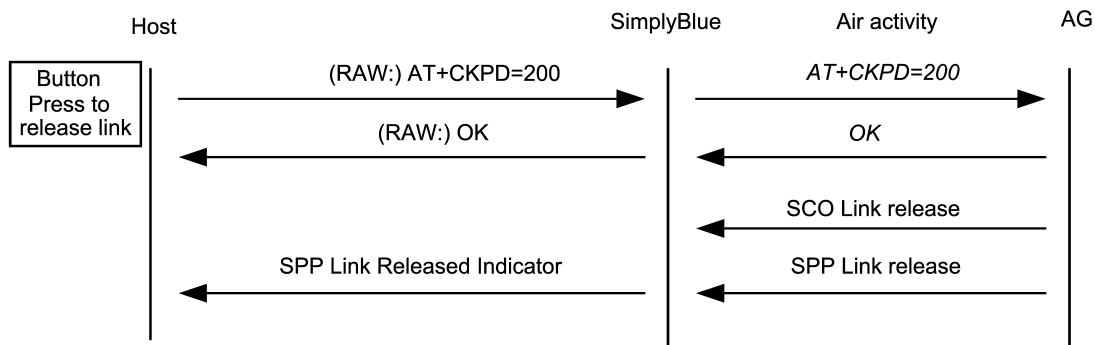 Host
SimplyBlue
Air activity
AG
Button
Press to
release link
(RAW:) AT+CKPD=200
AT+CKPD=200
(RAW:) OK
OK
SCO Link release
SPP Link Released Indicator
SPP Link release